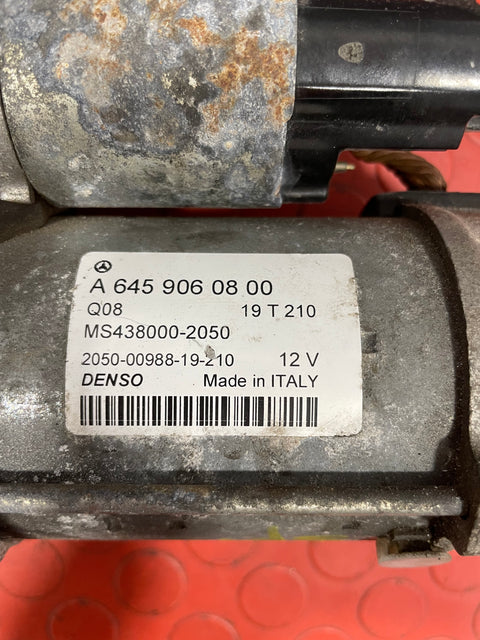 A 645 906 08 00
Q08 19 T 210
MS438000-2050
2050-00988-19-210 12 V
DENSO Made in ITALY